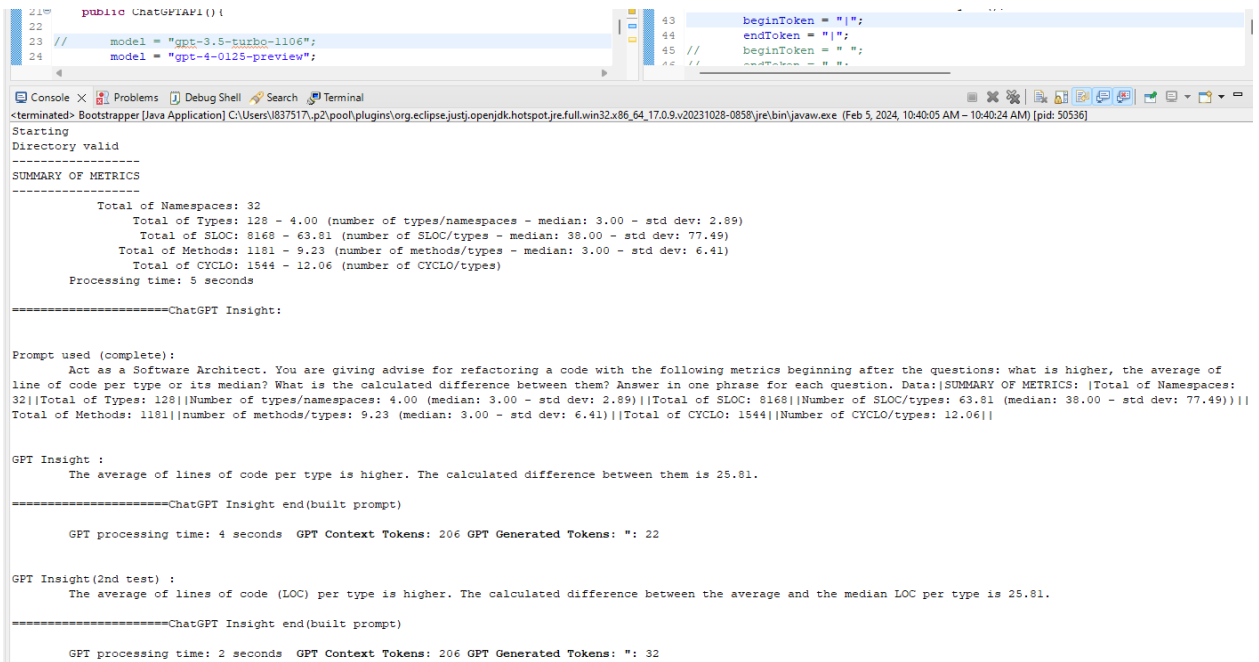 21 public ChatGPTAPI(){
22
23 // model = "gpt-3.5-turbo-1106";
24 model = "gpt-4-0125-preview";
43 beginToken = "|";
44 endToken = "|";
45 // beginToken = " ";
46 // endToken = " ";
Console Problems Debug Shell Search Terminal
<terminated> Bootstrapper [Java Application] C:\Users\I837517\.p2\pool\plugins\org.eclipse.justj.openjdk.hotspot.jre.full.win32.x86_64_17.0.9.v20231028-0858\jre\bin\javaw.exe (Feb 5, 2024, 10:40:05 AM – 10:40:24 AM) [pid: 50536]
Starting
Directory valid
------------------
SUMMARY OF METRICS
------------------
Total of Namespaces: 32
Total of Types: 128 - 4.00 (number of types/namespaces - median: 3.00 - std dev: 2.89)
Total of SLOC: 8168 - 63.81 (number of SLOC/types - median: 38.00 - std dev: 77.49)
Total of Methods: 1181 - 9.23 (number of methods/types - median: 3.00 - std dev: 6.41)
Total of CYCLO: 1544 - 12.06 (number of CYCLO/types)
Processing time: 5 seconds
======================ChatGPT Insight:
Prompt used (complete):
Act as a Software Architect. You are giving advise for refactoring a code with the following metrics beginning after the questions: what is higher, the average of
line of code per type or its median? What is the calculated difference between them? Answer in one phrase for each question. Data:|SUMMARY OF METRICS: |Total of Namespaces:
32||Total of Types: 128||Number of types/namespaces: 4.00 (median: 3.00 - std dev: 2.89)||Total of SLOC: 8168||Number of SLOC/types: 63.81 (median: 38.00 - std dev: 77.49))||
Total of Methods: 1181||number of methods/types: 9.23 (median: 3.00 - std dev: 6.41)||Total of CYCLO: 1544||Number of CYCLO/types: 12.06||
GPT Insight :
The average of lines of code per type is higher. The calculated difference between them is 25.81.
======================ChatGPT Insight end(built prompt)
GPT processing time: 4 seconds GPT Context Tokens: 206 GPT Generated Tokens: ": 22
GPT Insight(2nd test) :
The average of lines of code (LOC) per type is higher. The calculated difference between the average and the median LOC per type is 25.81.
======================ChatGPT Insight end(built prompt)
GPT processing time: 2 seconds GPT Context Tokens: 206 GPT Generated Tokens: ": 32